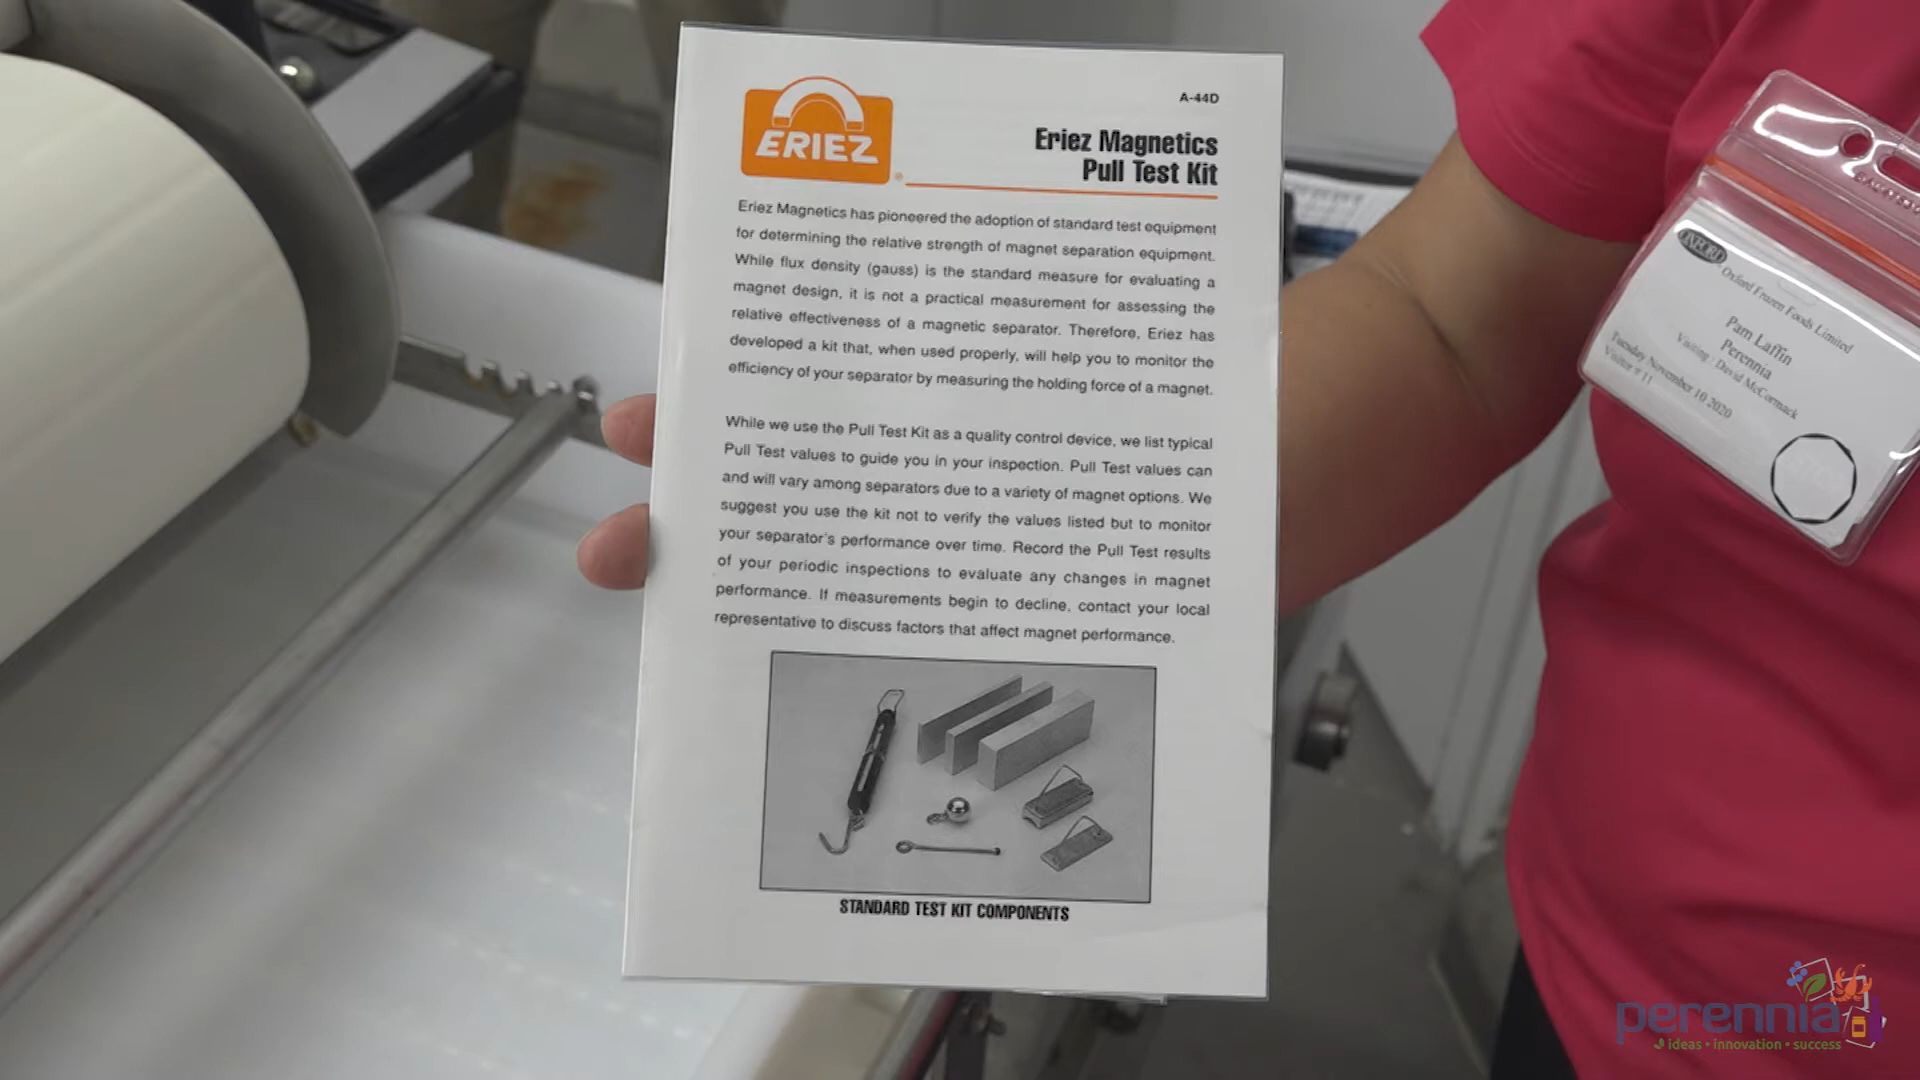 A-44D
ERIEZ
®
Eriez Magnetics
Pull Test Kit
Eriez Magnetics has pioneered the adoption of standard test equipment
for determining the relative strength of magnet separation equipment.
While flux density (gauss) is the standard measure for evaluating a
magnet design, it is not a practical measurement for assessing the
relative effectiveness of a magnetic separator. Therefore, Eriez has
developed a kit that, when used properly, will help you to monitor the
efficiency of your separator by measuring the holding force of a magnet.
While we use the Pull Test Kit as a quality control device, we list typical
Pull Test values to guide you in your inspection. Pull Test values can
and will vary among separators due to a variety of magnet options. We
suggest you use the kit not to verify the values listed but to monitor
your separator's performance over time. Record the Pull Test results
of your periodic inspections to evaluate any changes in magnet
performance. If measurements begin to decline, contact your local
representative to discuss factors that affect magnet performance.
STANDARD TEST KIT COMPONENTS
OXFORD
Oxford Frozen Foods Limited
Pam Laffin
Perennia
Visiting : David McCormack
Tuesday November 10 2020
Visitor # 11
perennia
ideas • innovation • success